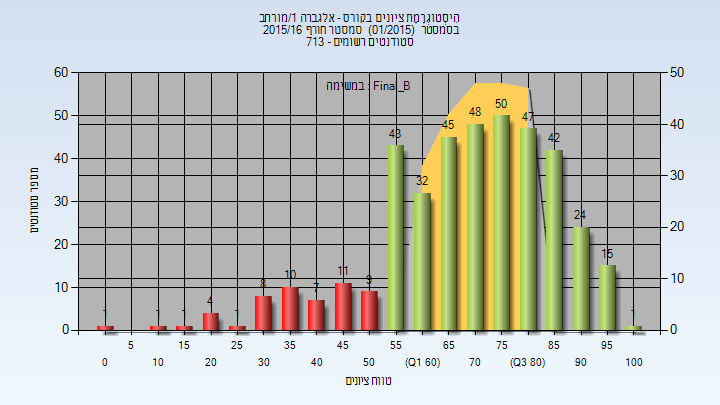 היסטוגרמת ציונים בקורס - אלגברה 1/מורחב
בסמסטר (01/2015) סמסטר חורף 2015/16
סטודנטים רשומים - 713
במשימה : Final_B
מספר סטודנטים
60 50 40 30 20 10 0
50 40 30 20 10 0
1 1 1 4 1 8 10 7 11 9 43 32 45 48 50 47 42 24 15 1
5 15 25 35 45 55 65 75 85 95
0 10 20 30 40 50 (Q1 60) 70 (Q3 80) 90 100
טווח ציונים